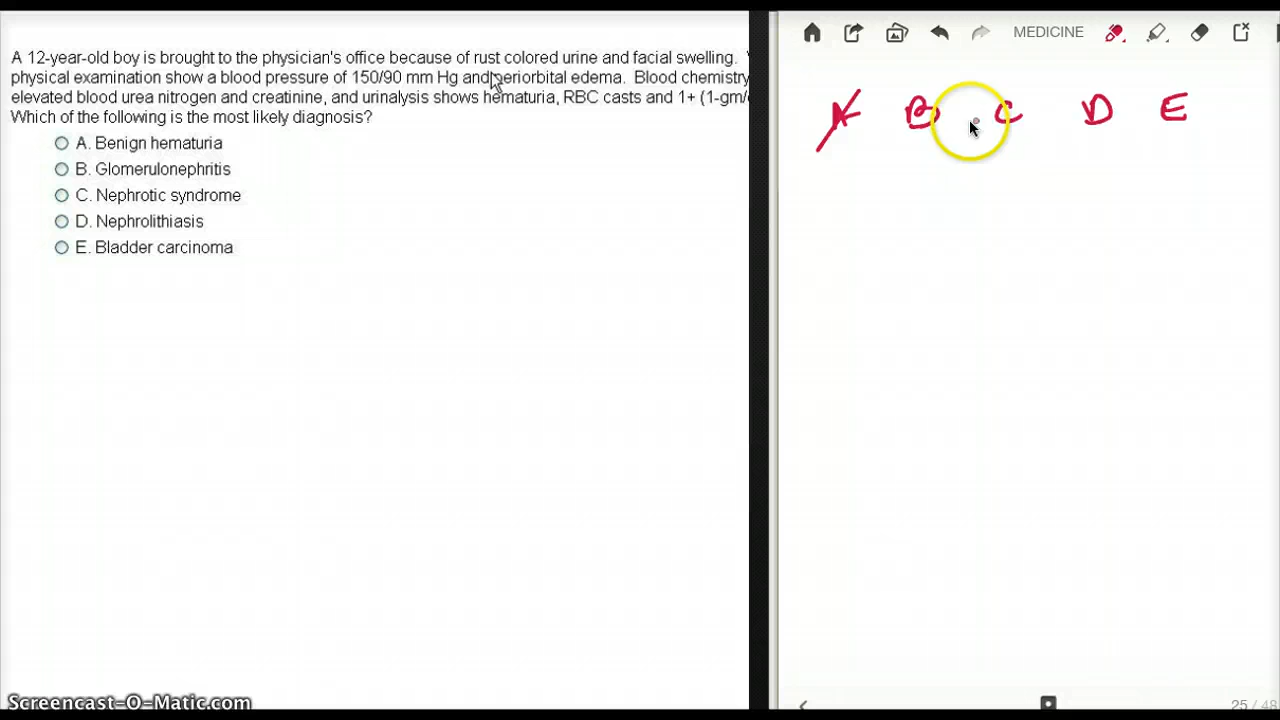 A 12-year-old boy is brought to the physician's office because of rust colored urine and facial swelling.
physical examination show a blood pressure of 150/90 mm Hg and periorbital edema. Blood chemistry
elevated blood urea nitrogen and creatinine, and urinalysis shows hematuria, RBC casts and 1+ (1-gm/
Which of the following is the most likely diagnosis?
A. Benign hematuria
B. Glomerulonephritis
C. Nephrotic syndrome
D. Nephrolithiasis
E. Bladder carcinoma
MEDICINE
A B C D E
Screencast-O-Matic.com
25 / 48